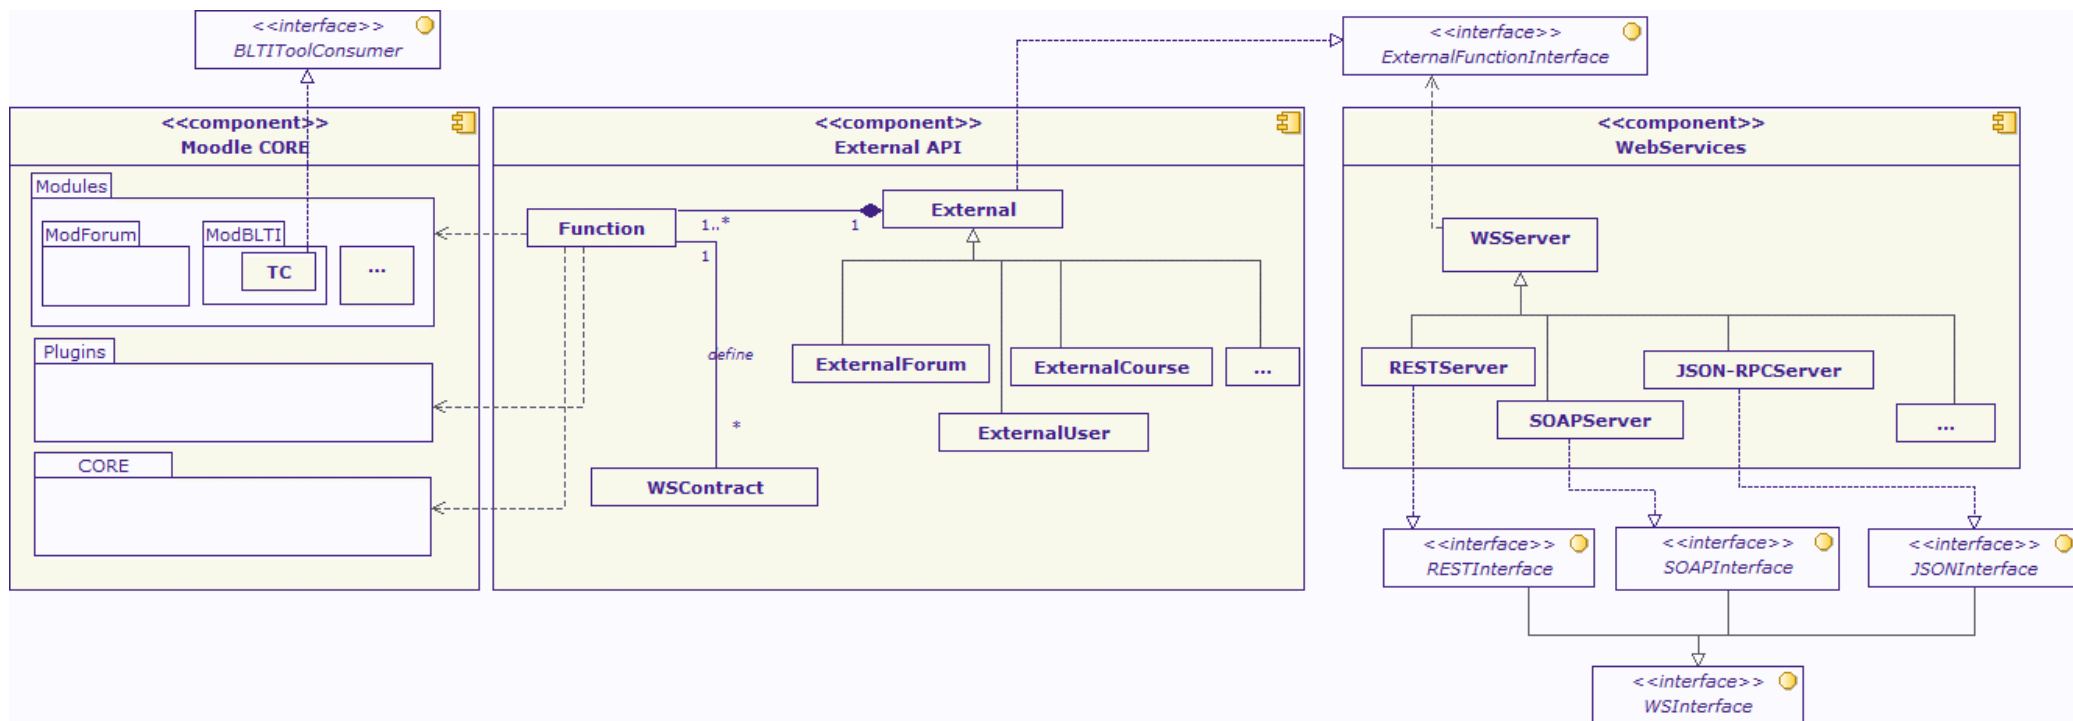 <<interface>>
BLTIToolConsumer
<<interface>>
ExternalFunctionInterface
<<component>>
Moodle CORE
Modules
ModForum
ModBLTI
TC
...
Plugins
CORE
<<component>>
External API
Function
1..*
1
External
1
define
*
WSContract
ExternalForum
ExternalCourse
...
ExternalUser
<<component>>
WebServices
WSServer
RESTServer
JSON-RPCServer
SOAPServer
...
<<interface>>
RESTInterface
<<interface>>
SOAPInterface
<<interface>>
JSONInterface
<<interface>>
WSInterface